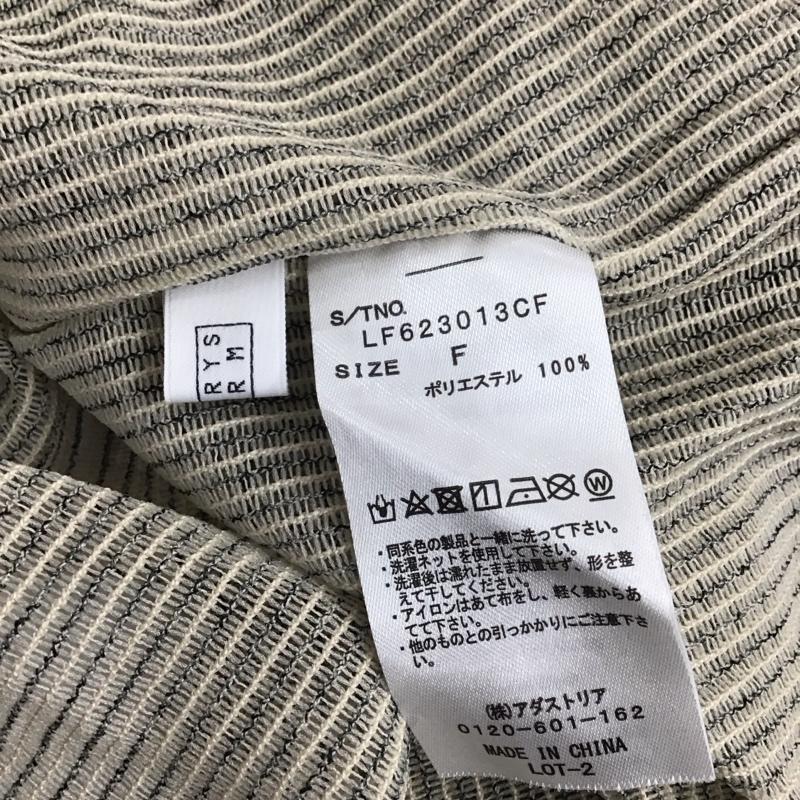 RYS
RM
S/TNO.
LF623013CF
SIZE F
ポリエステル 100%
W
・同系色の製品と一緒に洗って下さい。
・洗濯ネットを使用して下さい。
・洗濯後は濡れたまま放置せず、形を整
えて干してください。
・アイロンはあて布をし、軽く裏からあ
てて下さい。
・他のものとの引っかかりにご注意下さ
い。
(株)アダストリア
0120-601-162
MADE IN CHINA
LOT-2